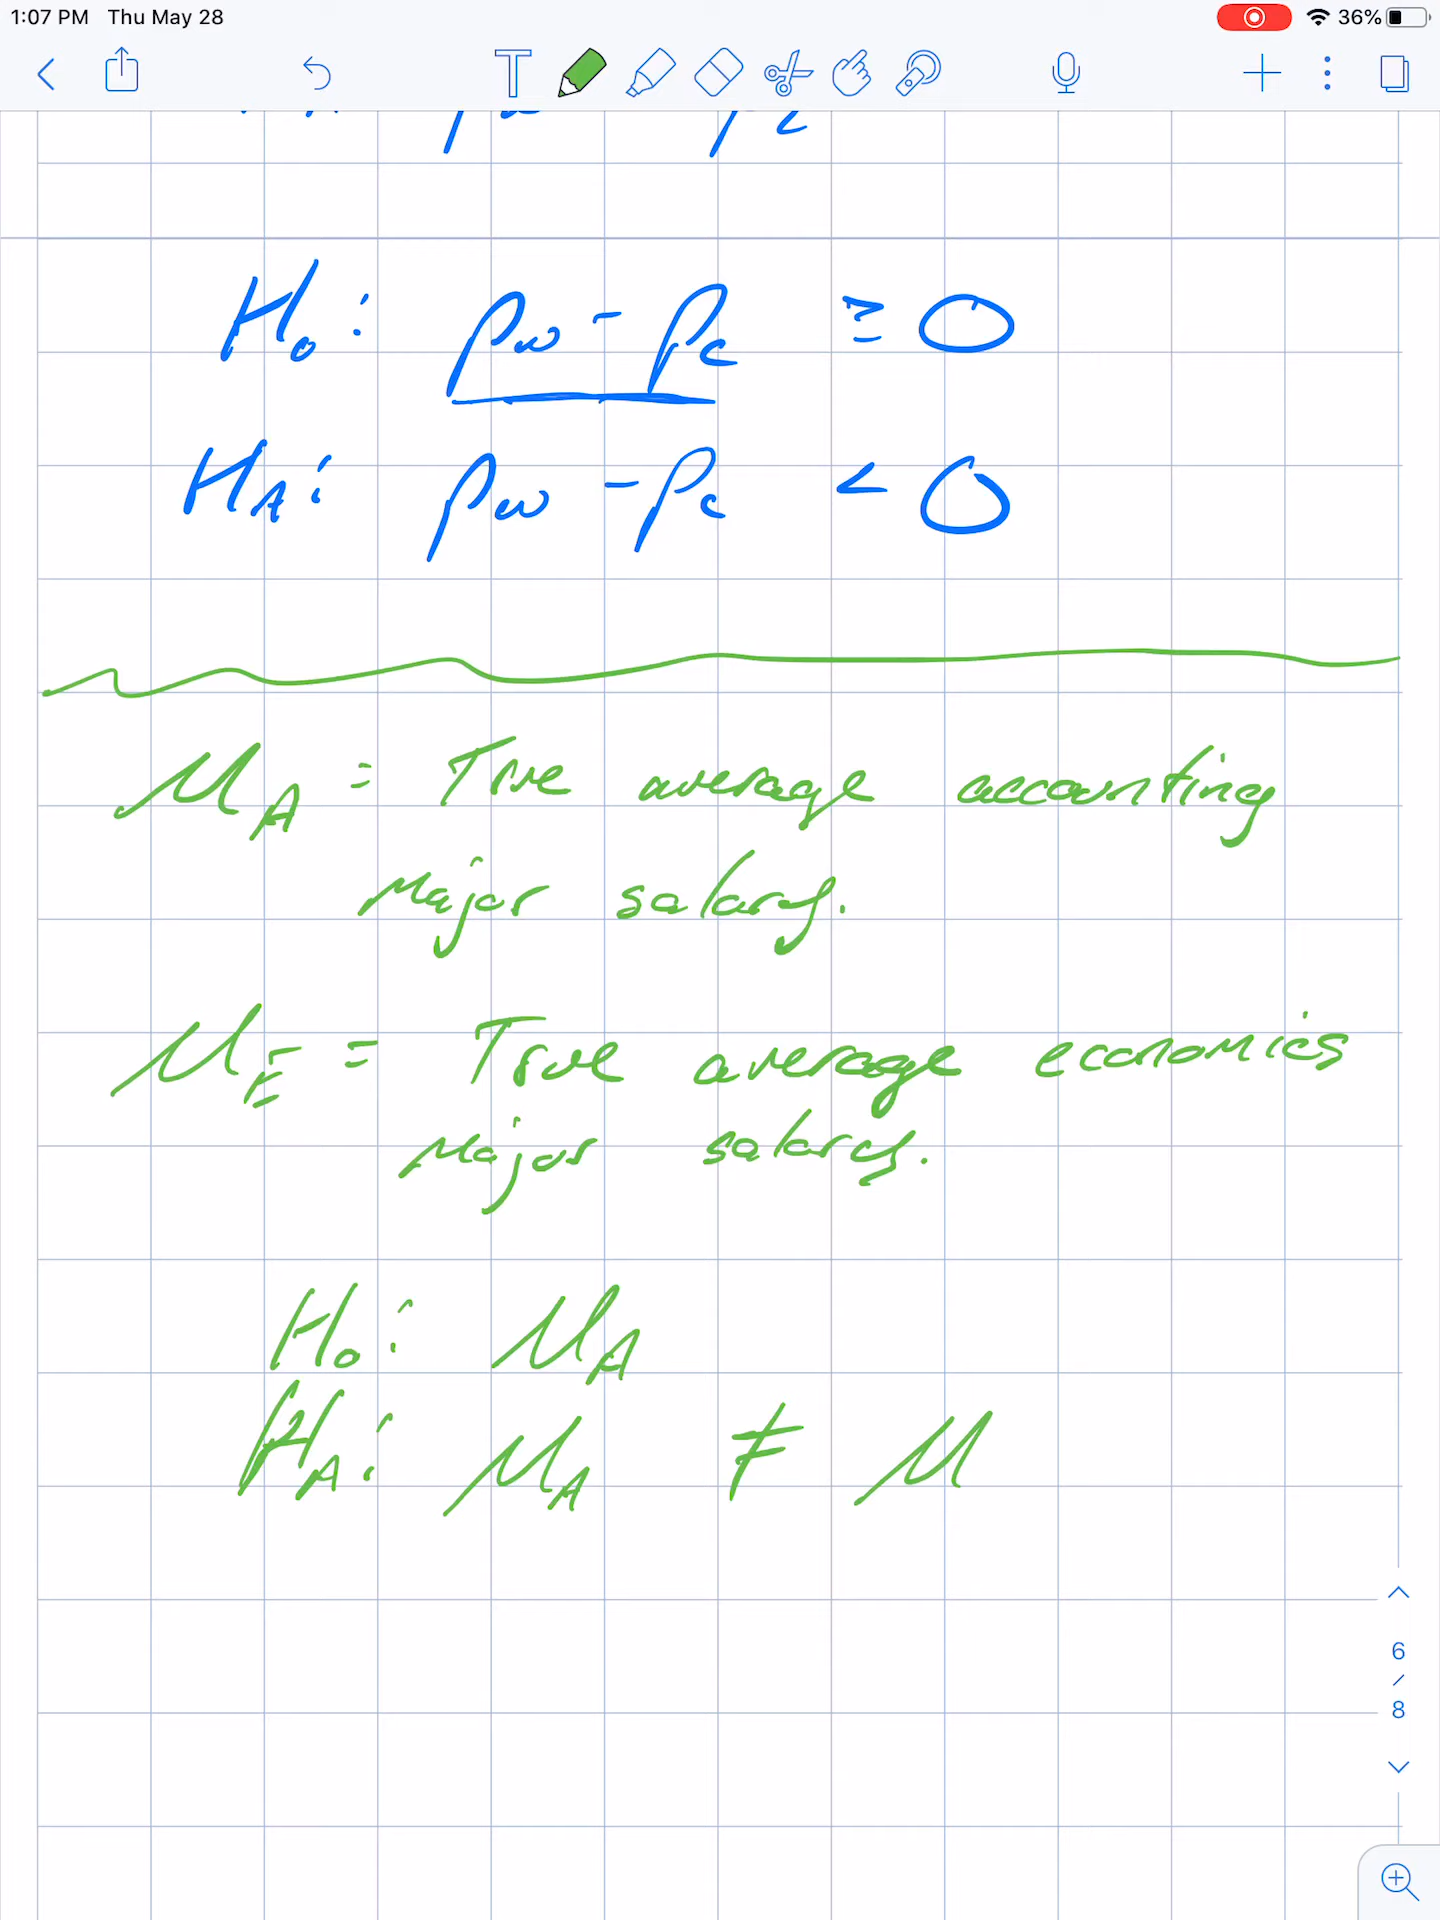 1:07 PM Thu May 28
36%
T
H₀: pw - pc ≥ 0
HA: pw - pc < 0
μA = True average accounting
major salary.
μE = True average economics
major salary.
H₀: μA
HA: μA ≠ μ
6
/
8